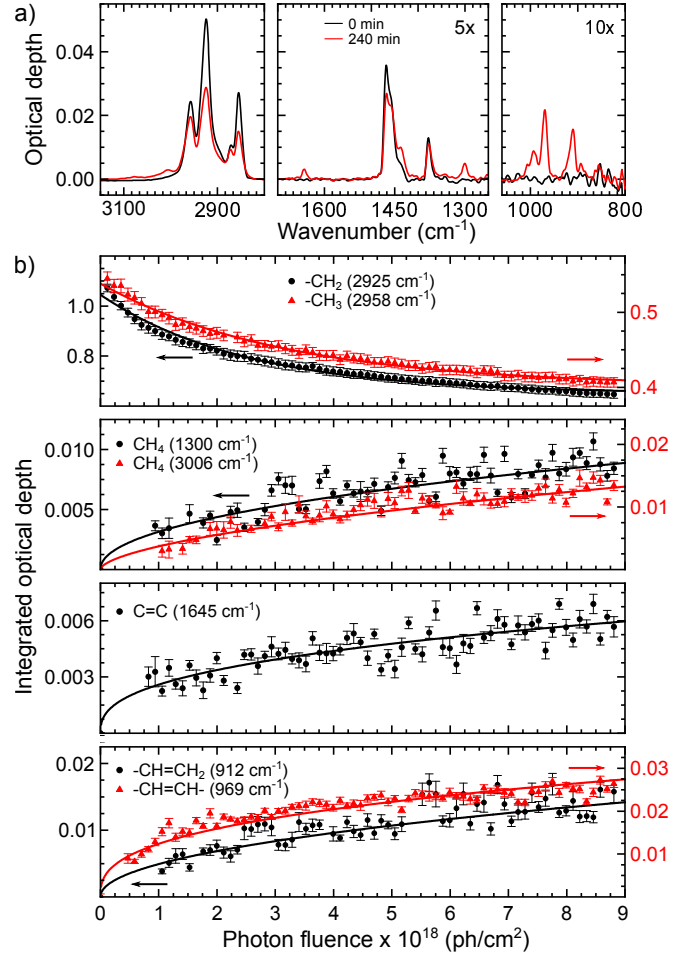 a)
0 min
240 min
5x
10x
0.04
0.02
0.00
Optical depth
3100
2900
1600
1450
1300
1000
800
Wavenumber (cm⁻¹)
b)
-CH₂ (2925 cm⁻¹)
-CH₃ (2958 cm⁻¹)
1.0
0.8
0.5
0.4
CH₄ (1300 cm⁻¹)
CH₄ (3006 cm⁻¹)
0.010
0.005
0.02
0.01
Integrated optical depth
C=C (1645 cm⁻¹)
0.006
0.003
-CH=CH₂ (912 cm⁻¹)
-CH=CH- (969 cm⁻¹)
0.02
0.01
0.03
0.02
0.01
0 1 2 3 4 5 6 7 8 9
Photon fluence x 10¹⁸ (ph/cm²)